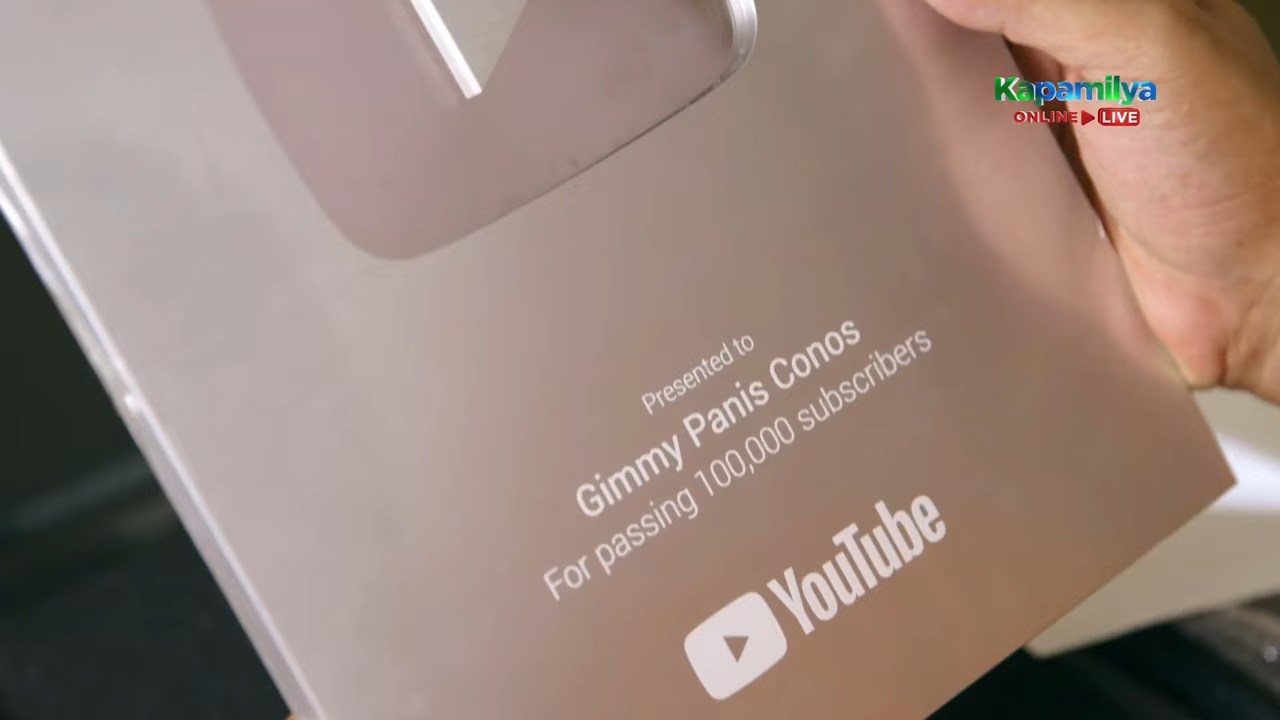 Kapamilya
ONLINE LIVE
Presented to
Gimmy Panis Conos
For passing 100,000 subscribers
YouTube